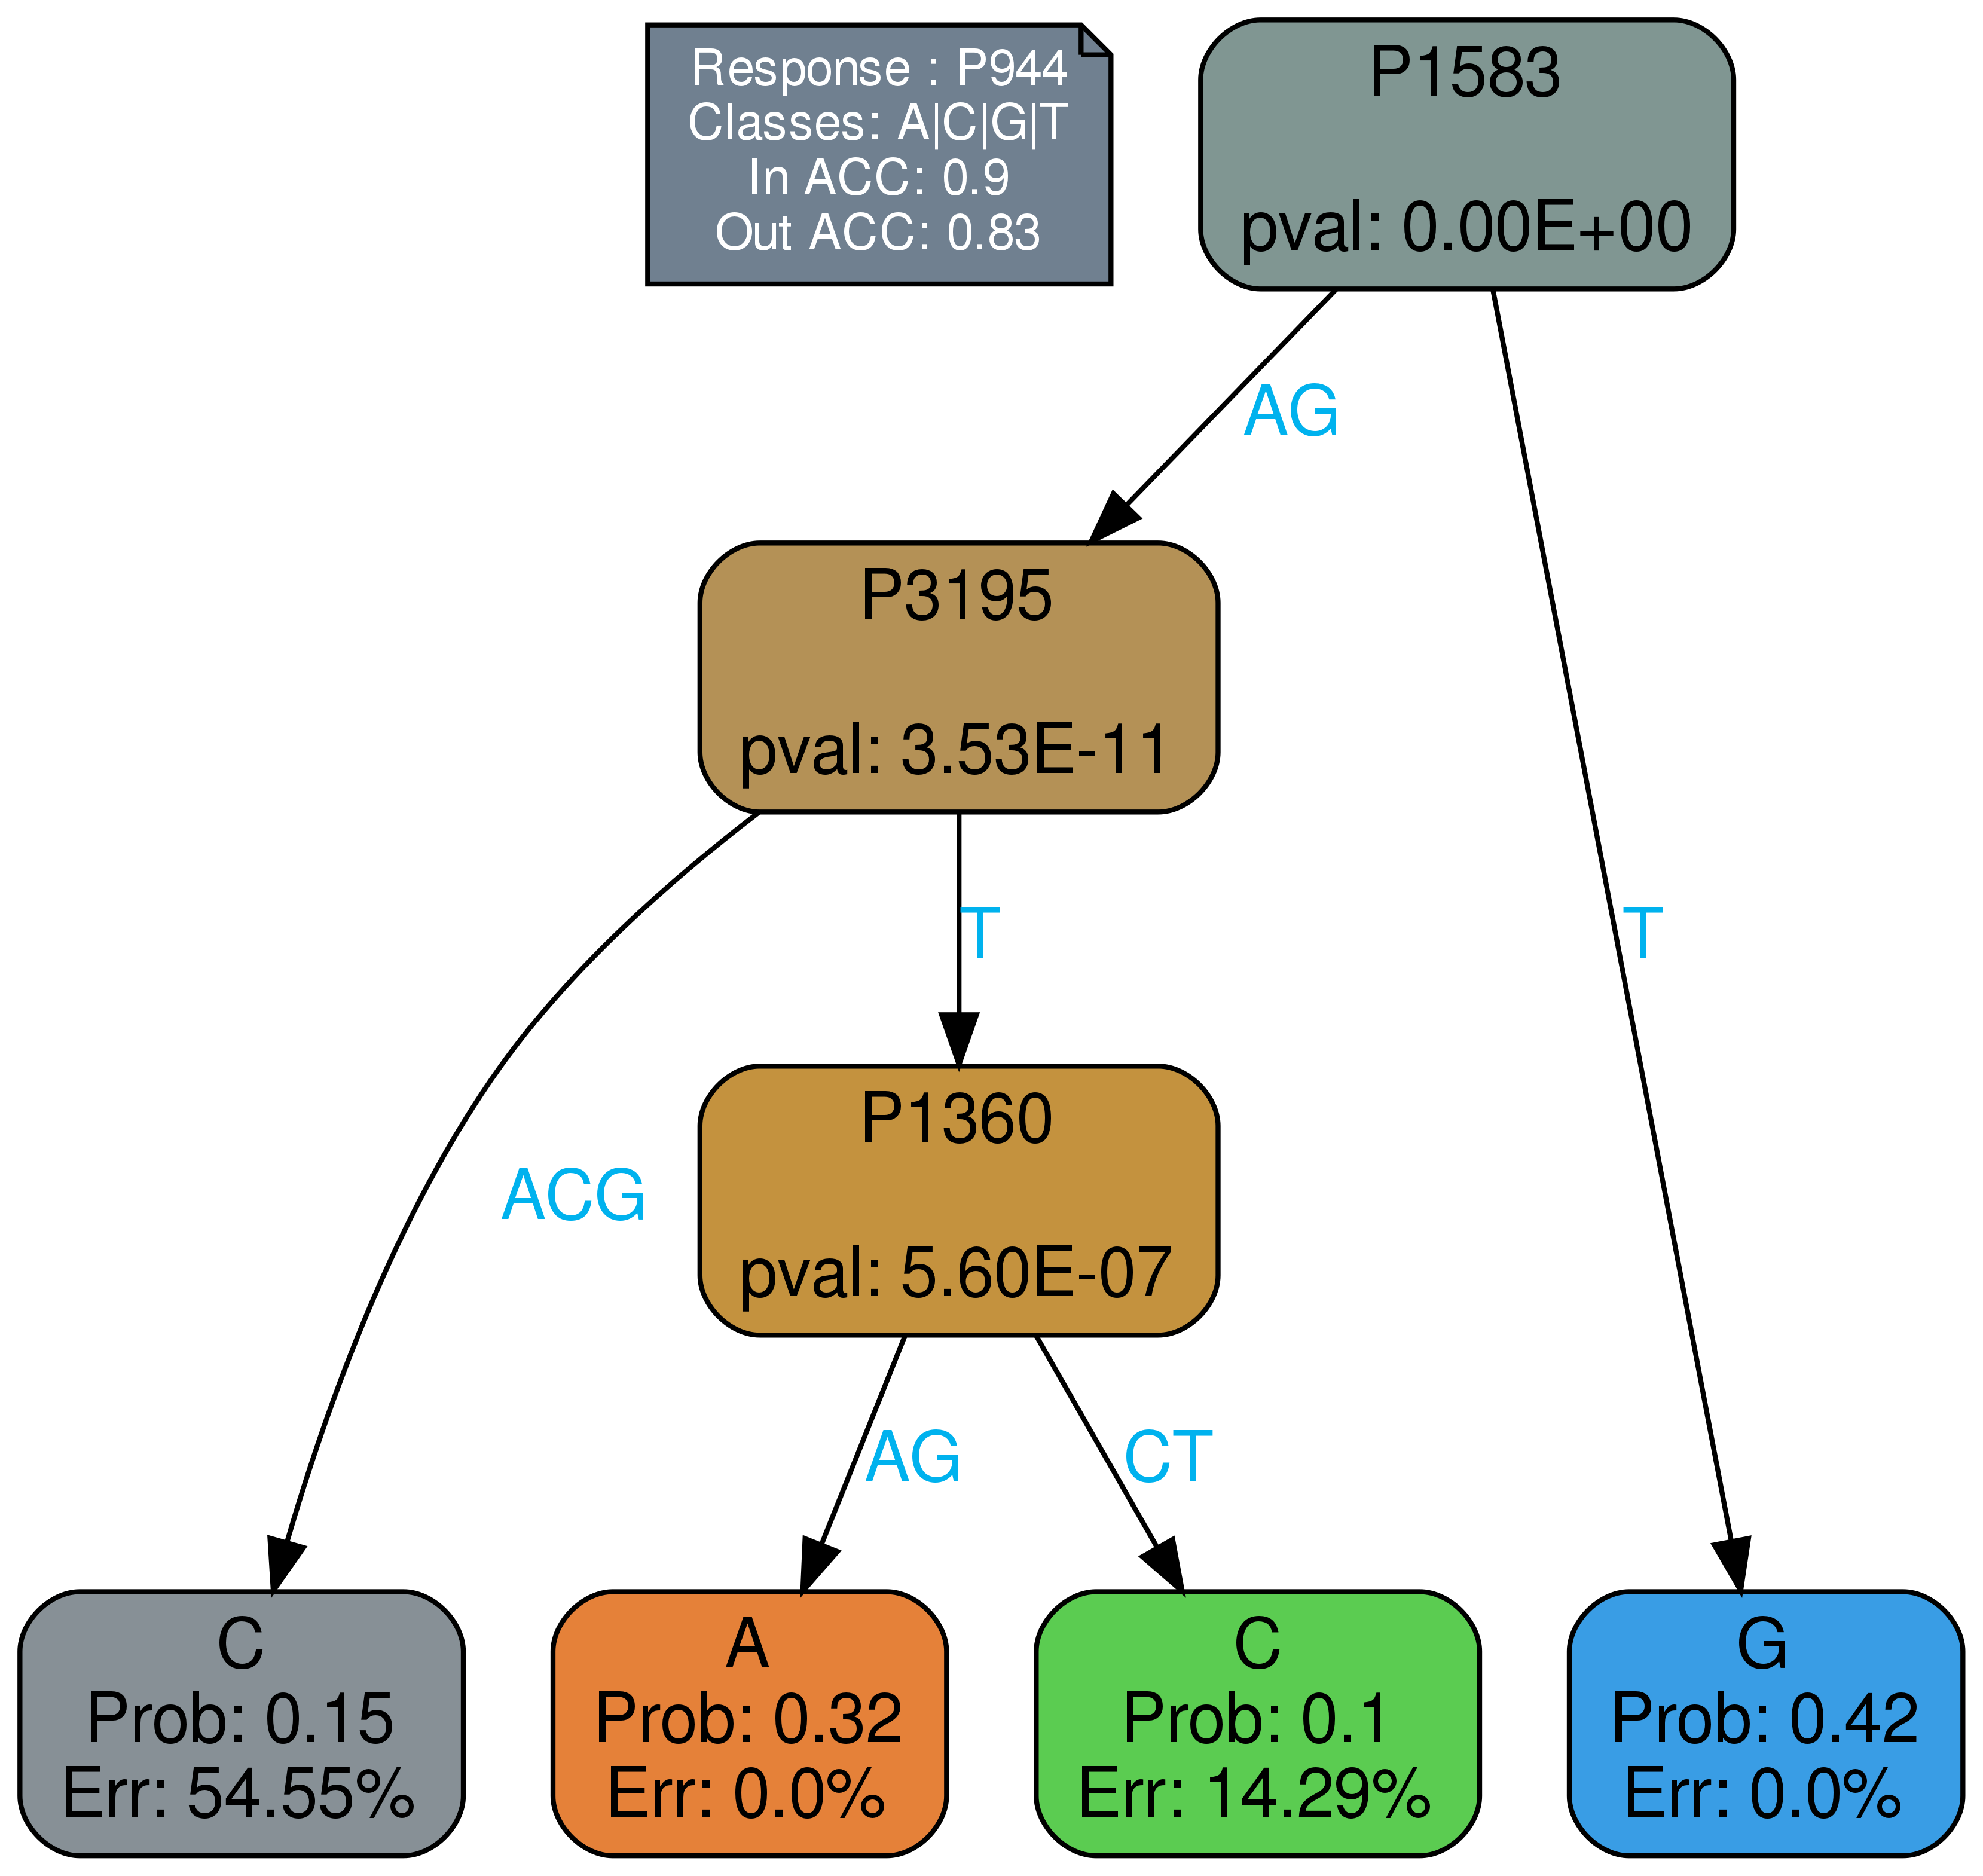 Response : P944
Classes: A|C|G|T
In ACC: 0.9
Out ACC: 0.83
P1583
pval: 0.00E+00
AG
T
P3195
pval: 3.53E-11
ACG
T
P1360
pval: 5.60E-07
AG
CT
C
Prob: 0.15
Err: 54.55%
A
Prob: 0.32
Err: 0.0%
C
Prob: 0.1
Err: 14.29%
G
Prob: 0.42
Err: 0.0%